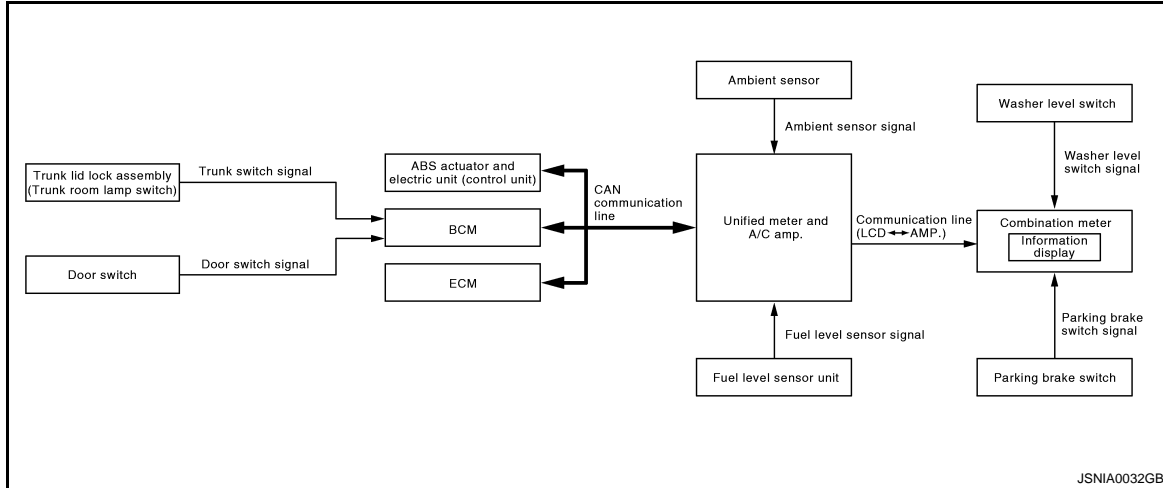 Ambient sensor
Ambient sensor signal
Washer level switch
Washer level
switch signal
Trunk lid lock assembly
(Trunk room lamp switch)
Trunk switch signal
ABS actuator and
electric unit (control unit)
CAN
communication
line
BCM
Unified meter and
A/C amp.
Communication line
(LCD↔AMP.)
Combination meter
Information
display
Door switch
Door switch signal
ECM
Fuel level sensor signal
Fuel level sensor unit
Parking brake
switch signal
Parking brake switch
JSNIA0032GB